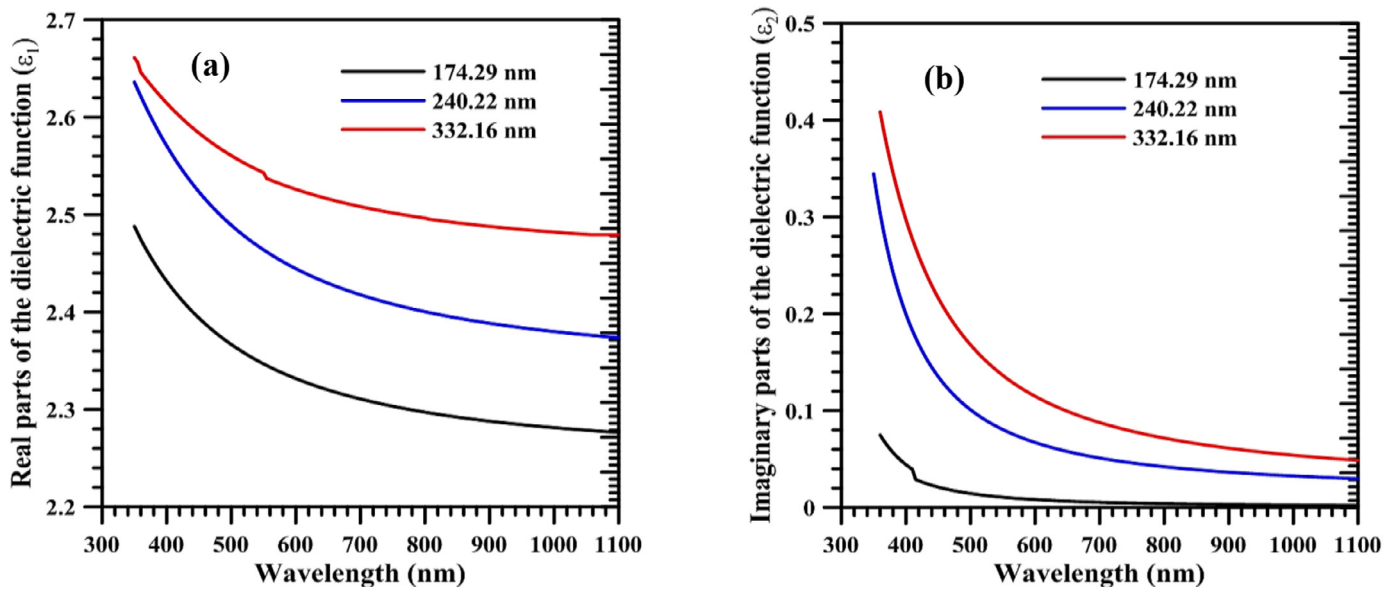 Real parts of the dielectric function (ε₁)
2.7
2.6
2.5
2.4
2.3
2.2
(a)
174.29 nm
240.22 nm
332.16 nm
300 400 500 600 700 800 900 1000 1100
Wavelength (nm)
Imaginary parts of the dielectric function (ε₂)
0.5
0.4
0.3
0.2
0.1
0
(b)
174.29 nm
240.22 nm
332.16 nm
300 400 500 600 700 800 900 1000 1100
Wavelength (nm)